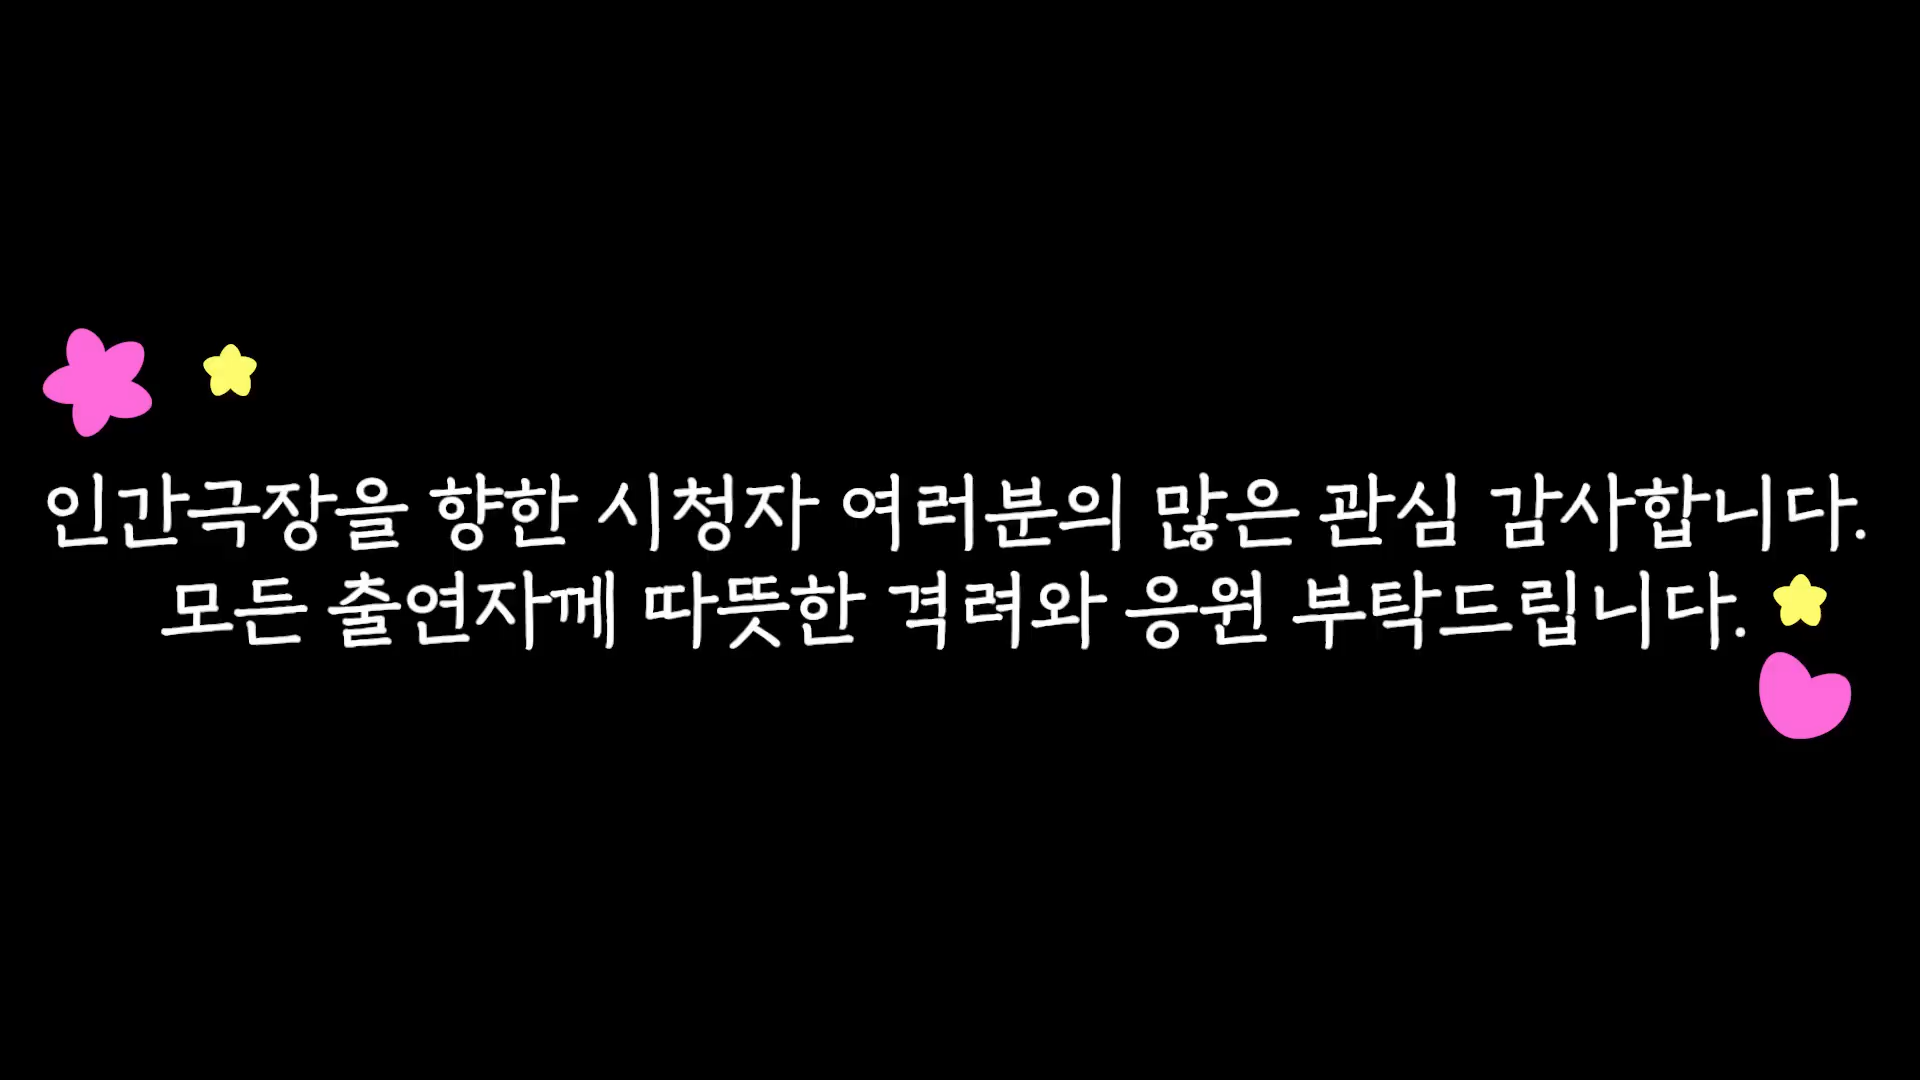 인간극장을 향한 시청자 여러분의 많은 관심 감사합니다.
모든 출연자께 따뜻한 격려와 응원 부탁드립니다.